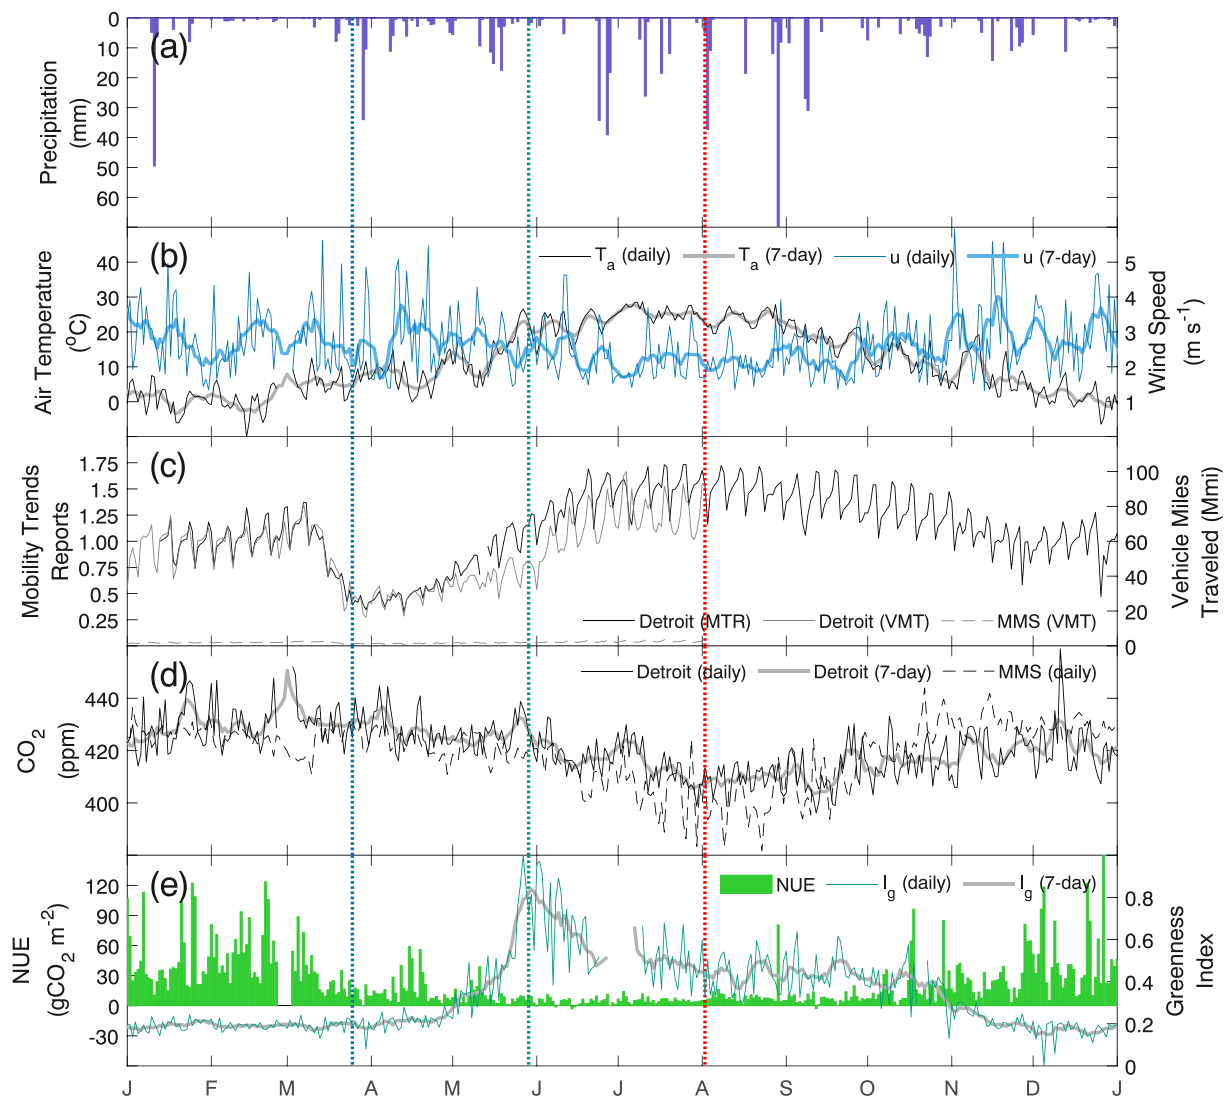 (a)
Precipitation
(mm)
0
10
20
30
40
50
60
(b)
T_a (daily) T_a (7-day) u (daily) u (7-day)
Air Temperature
(ºC)
40
30
20
10
0
Wind Speed
(m s⁻¹)
5
4
3
2
1
(c)
Mobility Trends
Reports
1.75
1.5
1.25
1.00
0.75
0.5
0.25
Vehicle Miles
Traveled (Mmi)
100
80
60
40
20
0
Detroit (MTR) Detroit (VMT) MMS (VMT)
(d)
Detroit (daily) Detroit (7-day) MMS (daily)
CO₂
(ppm)
440
420
400
(e)
NUE I_g (daily) I_g (7-day)
NUE
(gCO₂ m⁻²)
120
90
60
30
0
-30
Greenness
Index
0.8
0.6
0.4
0.2
0
J F M A M J J A S O N D J